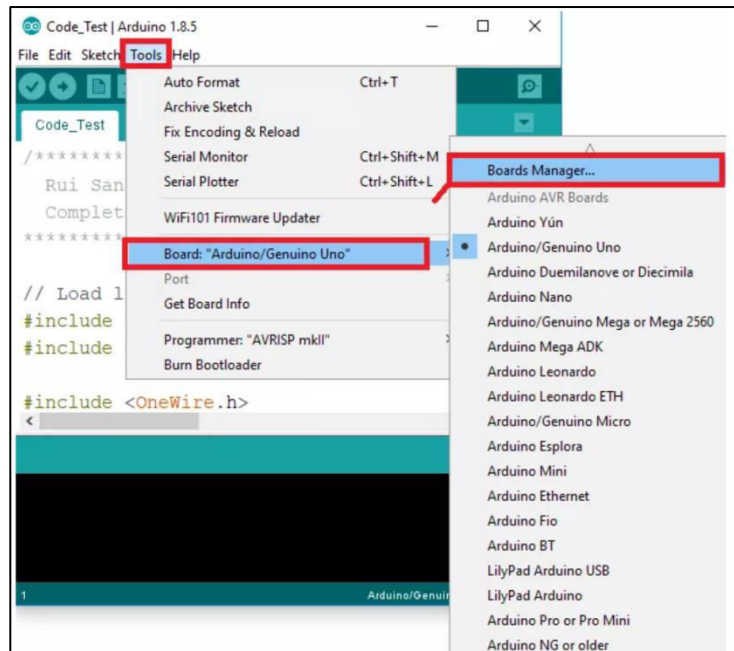 Code_Test | Arduino 1.8.5
File Edit Sketch Tools Help
Auto Format Ctrl+T
Archive Sketch
Fix Encoding & Reload
Serial Monitor Ctrl+Shift+M
Serial Plotter Ctrl+Shift+L
WiFi101 Firmware Updater
Board: "Arduino/Genuino Uno"
Port
Get Board Info
Programmer: "AVRISP mkII"
Burn Bootloader
Code_Test
/********
Rui San
Complet
*********
// Load l
#include
#include
#include <OneWire.h>
1 Arduino/Genuin
Boards Manager...
Arduino AVR Boards
Arduino Yún
Arduino/Genuino Uno
Arduino Duemilanove or Diecimila
Arduino Nano
Arduino/Genuino Mega or Mega 2560
Arduino Mega ADK
Arduino Leonardo
Arduino Leonardo ETH
Arduino/Genuino Micro
Arduino Esplora
Arduino Mini
Arduino Ethernet
Arduino Fio
Arduino BT
LilyPad Arduino USB
LilyPad Arduino
Arduino Pro or Pro Mini
Arduino NG or older